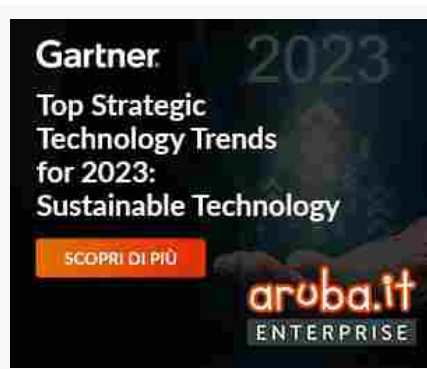 Gartner
2023
Top Strategic
Technology Trends
for 2023:
Sustainable Technology
SCOPRI DI PIÙ
aruba.it
ENTERPRISE